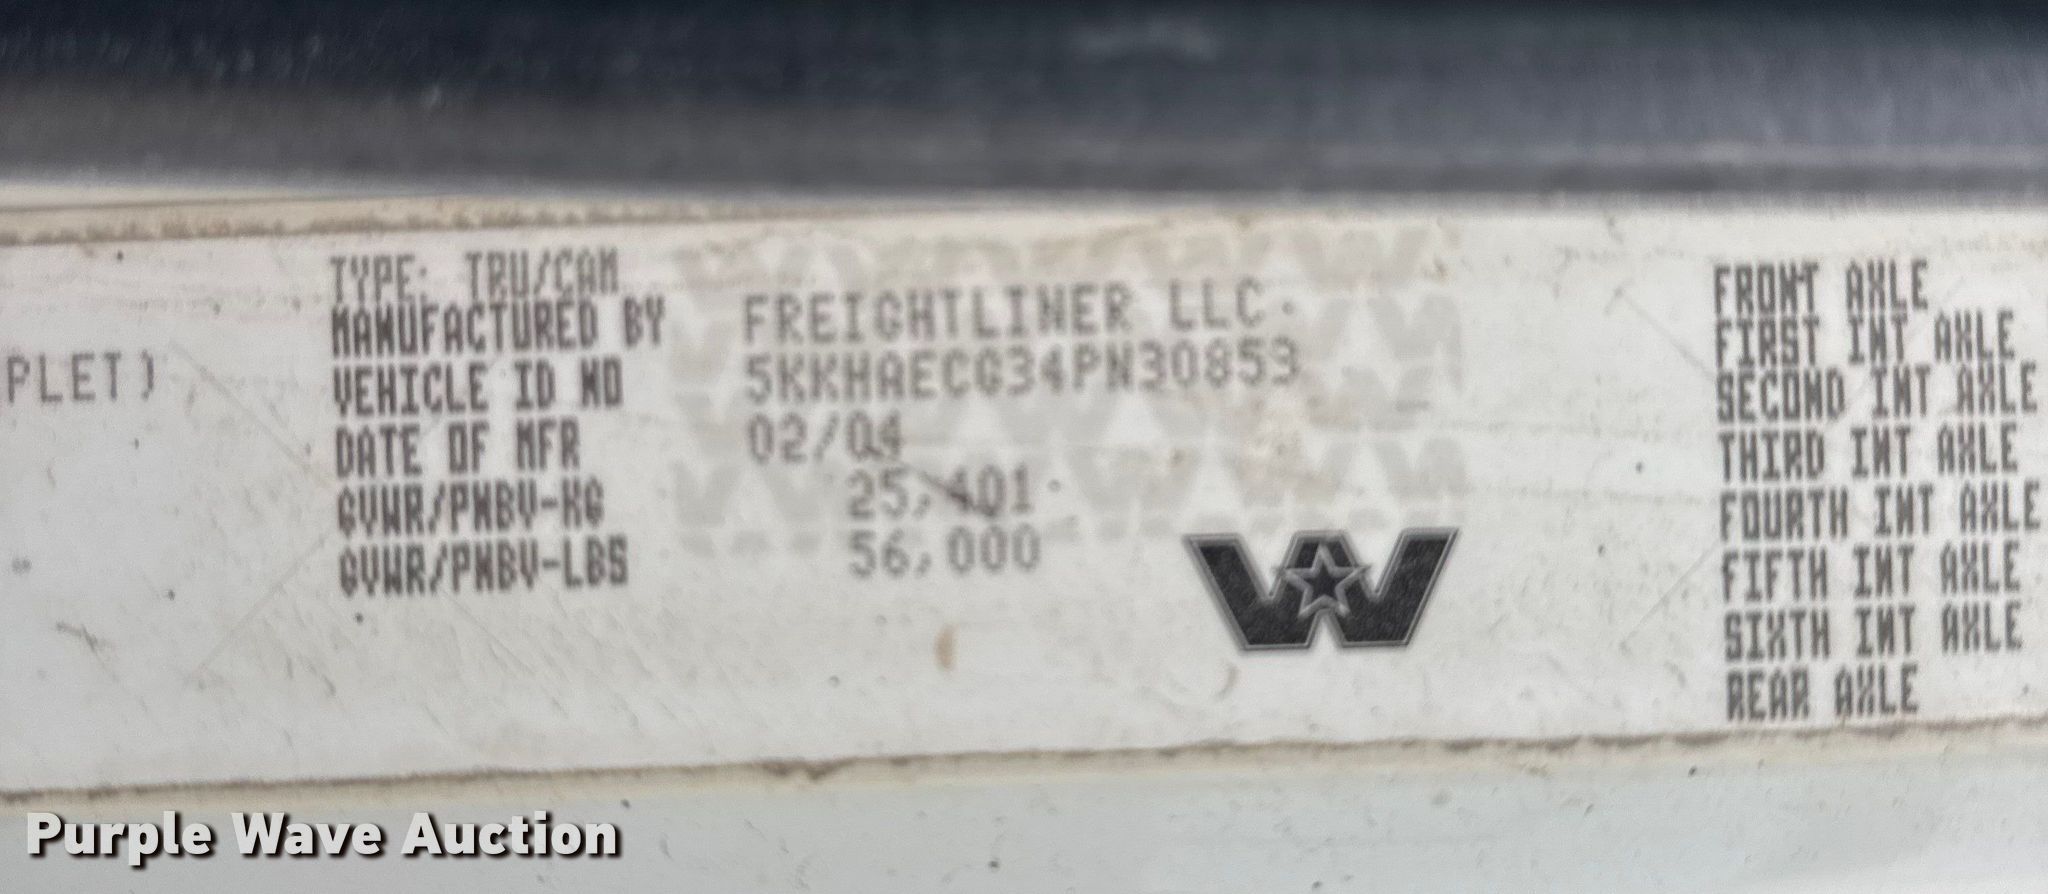 PLET)
TYPE: TRU/CAM
MANUFACTURED BY FREIGHTLINER LLC.
VEHICLE ID NO 5KKHAECG34PN30853
DATE OF MFR 02/04
GVWR/PNBV-KG 25,401
GVWR/PNBV-LBS 56,000
FRONT AXLE
FIRST INT AXLE
SECOND INT AXLE
THIRD INT AXLE
FOURTH INT AXLE
FIFTH INT AXLE
SIXTH INT AXLE
REAR AXLE
Purple Wave Auction